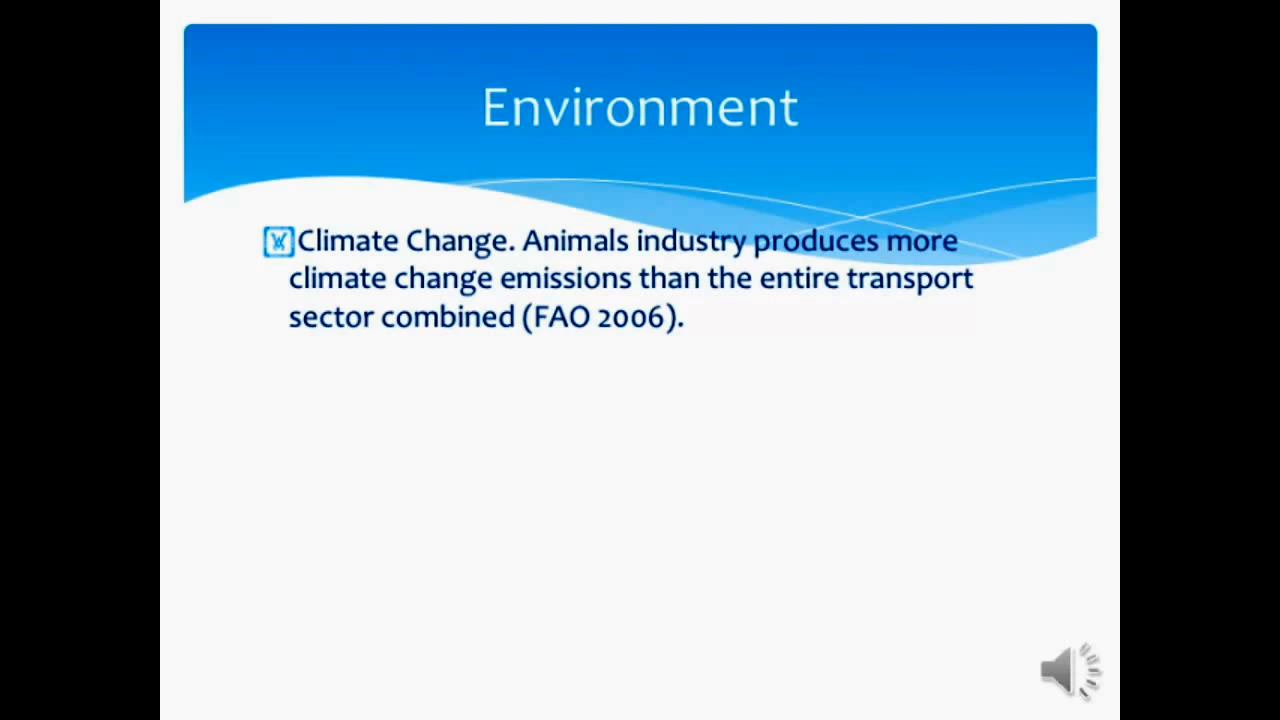 Environment
Climate Change. Animals industry produces more
climate change emissions than the entire transport
sector combined (FAO 2006).